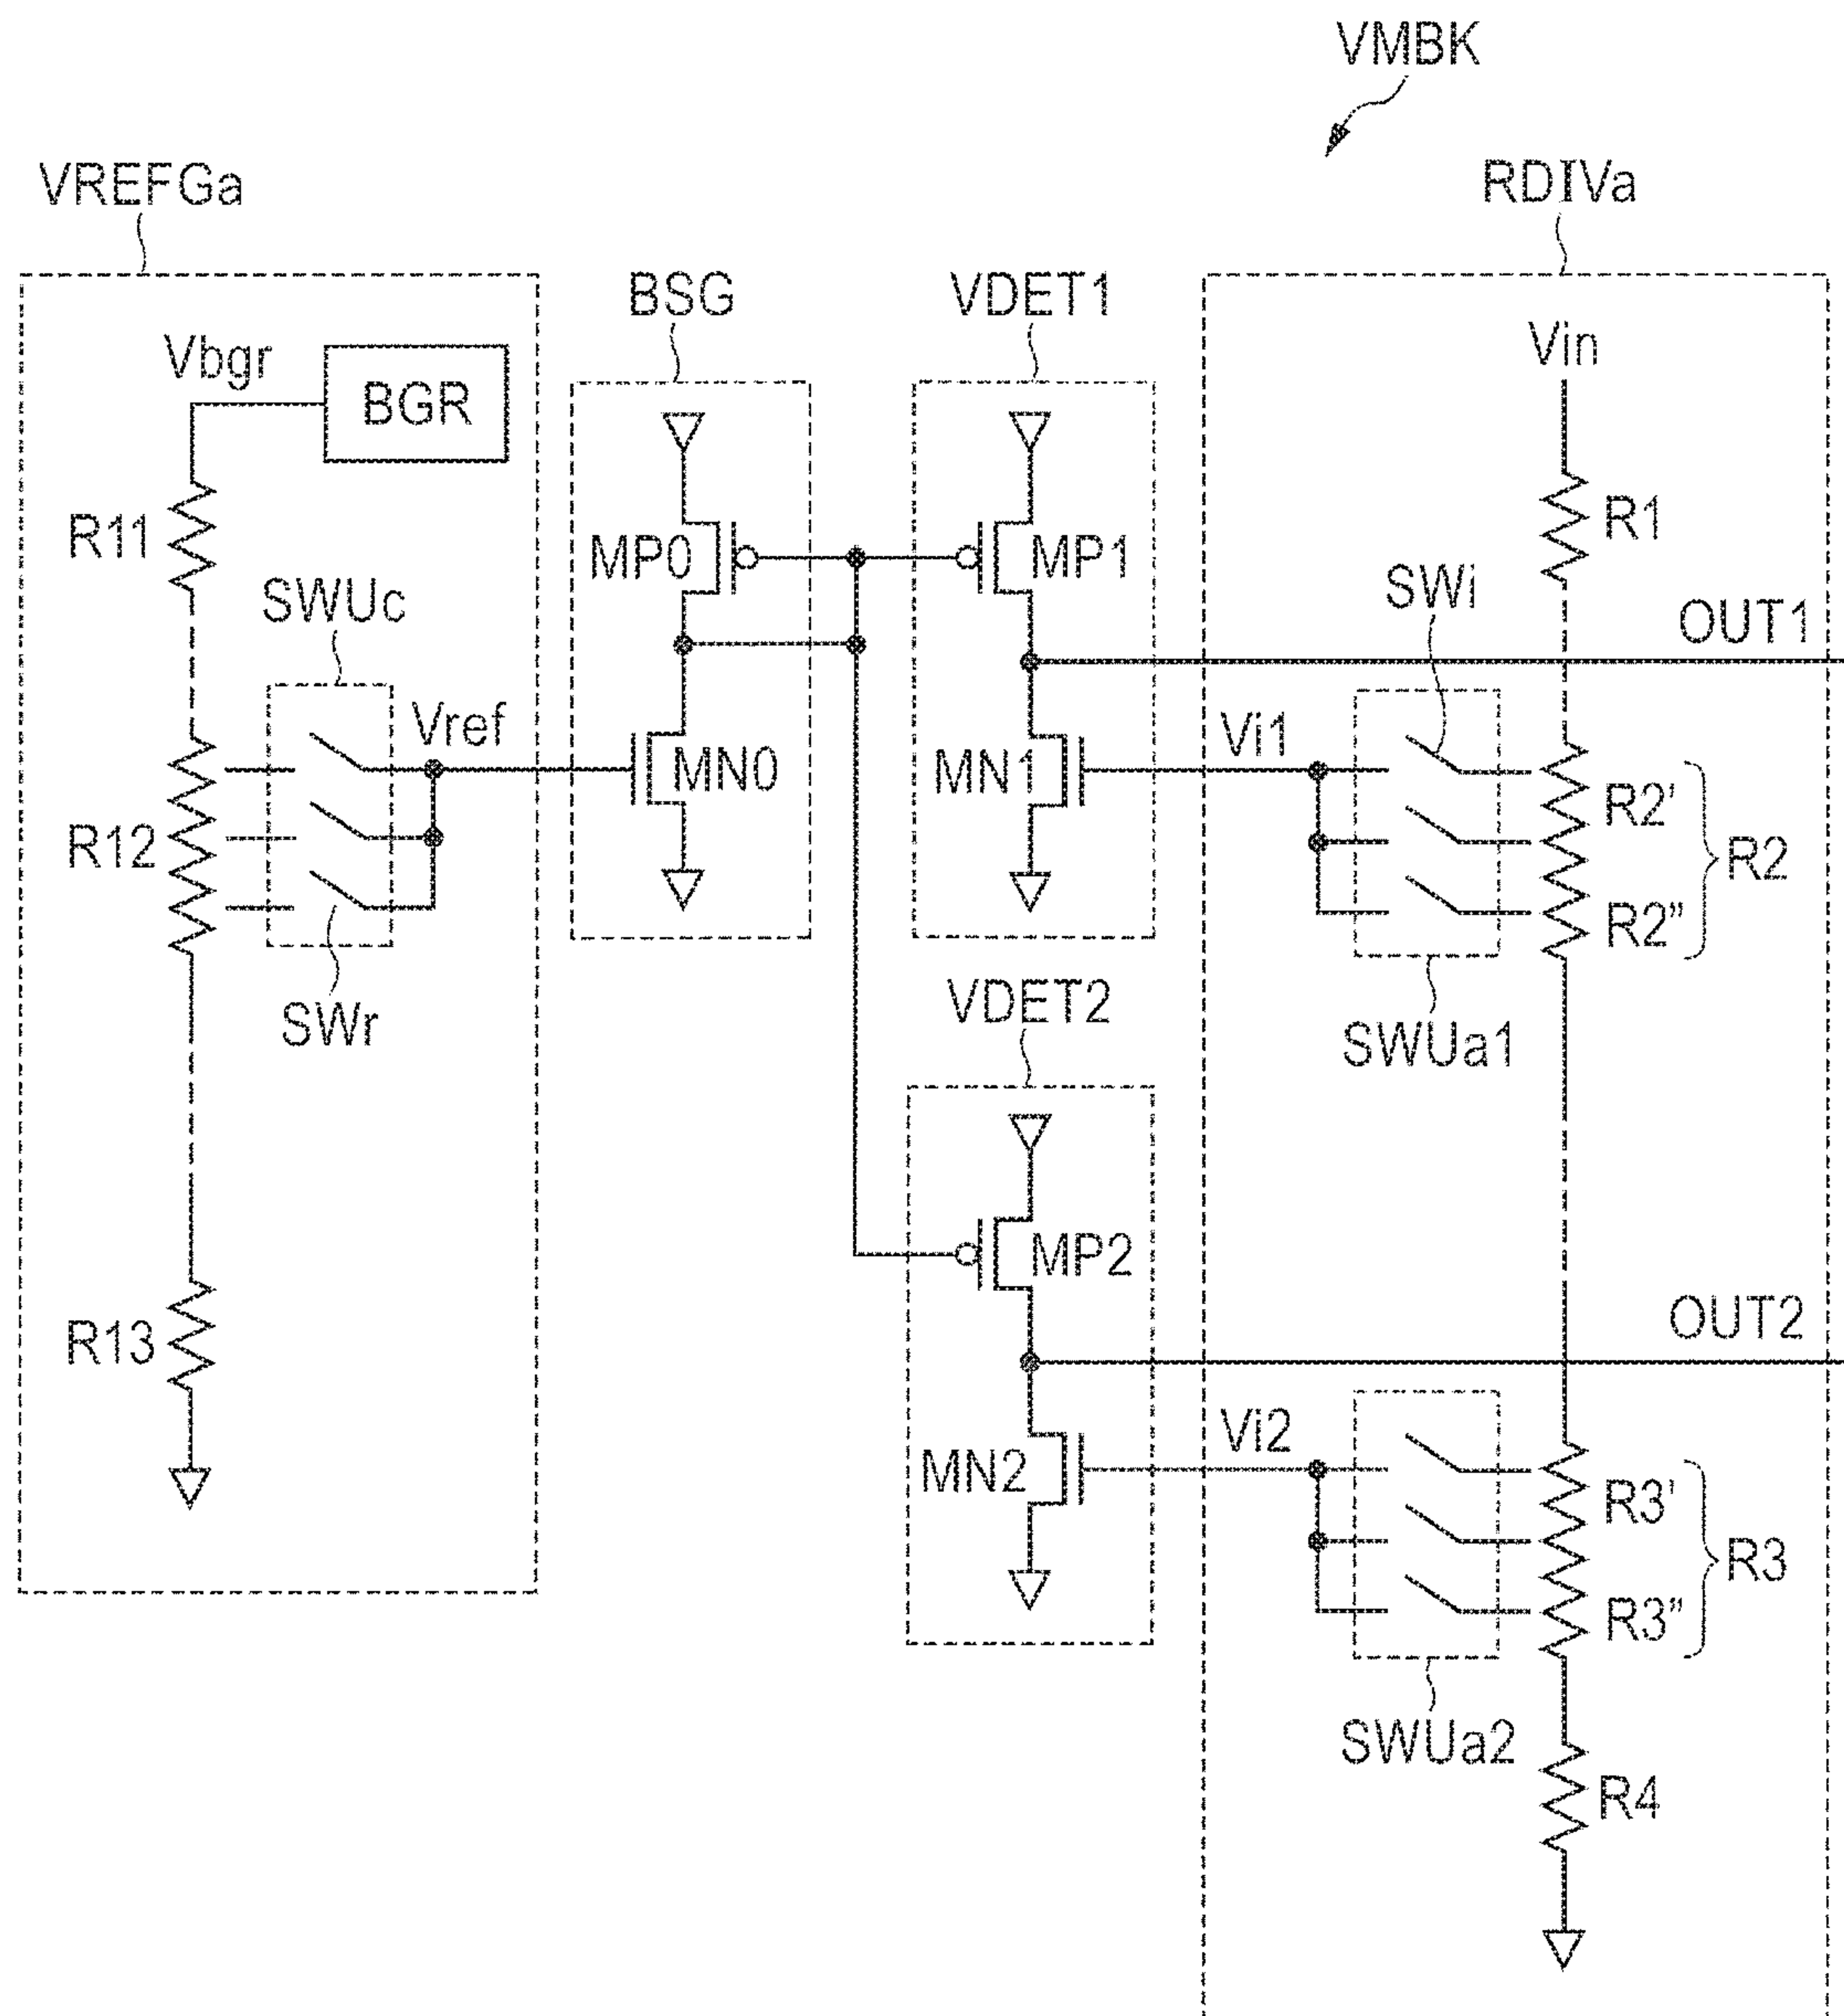 VMBK
VREFGa
RDIVa
BSG
VDET1
Vbgr
BGR
Vin
R11
R1
MP0
MP1
SWi
SWUc
OUT1
Vref
Vi1
MN0
MN1
R2'
R12
R2
R2"
VDET2
SWr
SWUa1
MP2
R13
OUT2
Vi2
MN2
R3'
R3
R3"
SWUa2
R4